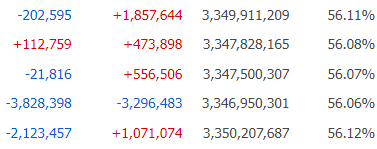 -202,595 +1,857,644 3,349,911,209 56.11%
+112,759 +473,898 3,347,828,165 56.08%
-21,816 +556,506 3,347,500,307 56.07%
-3,828,398 -3,296,483 3,346,950,301 56.06%
-2,123,457 +1,071,074 3,350,207,687 56.12%